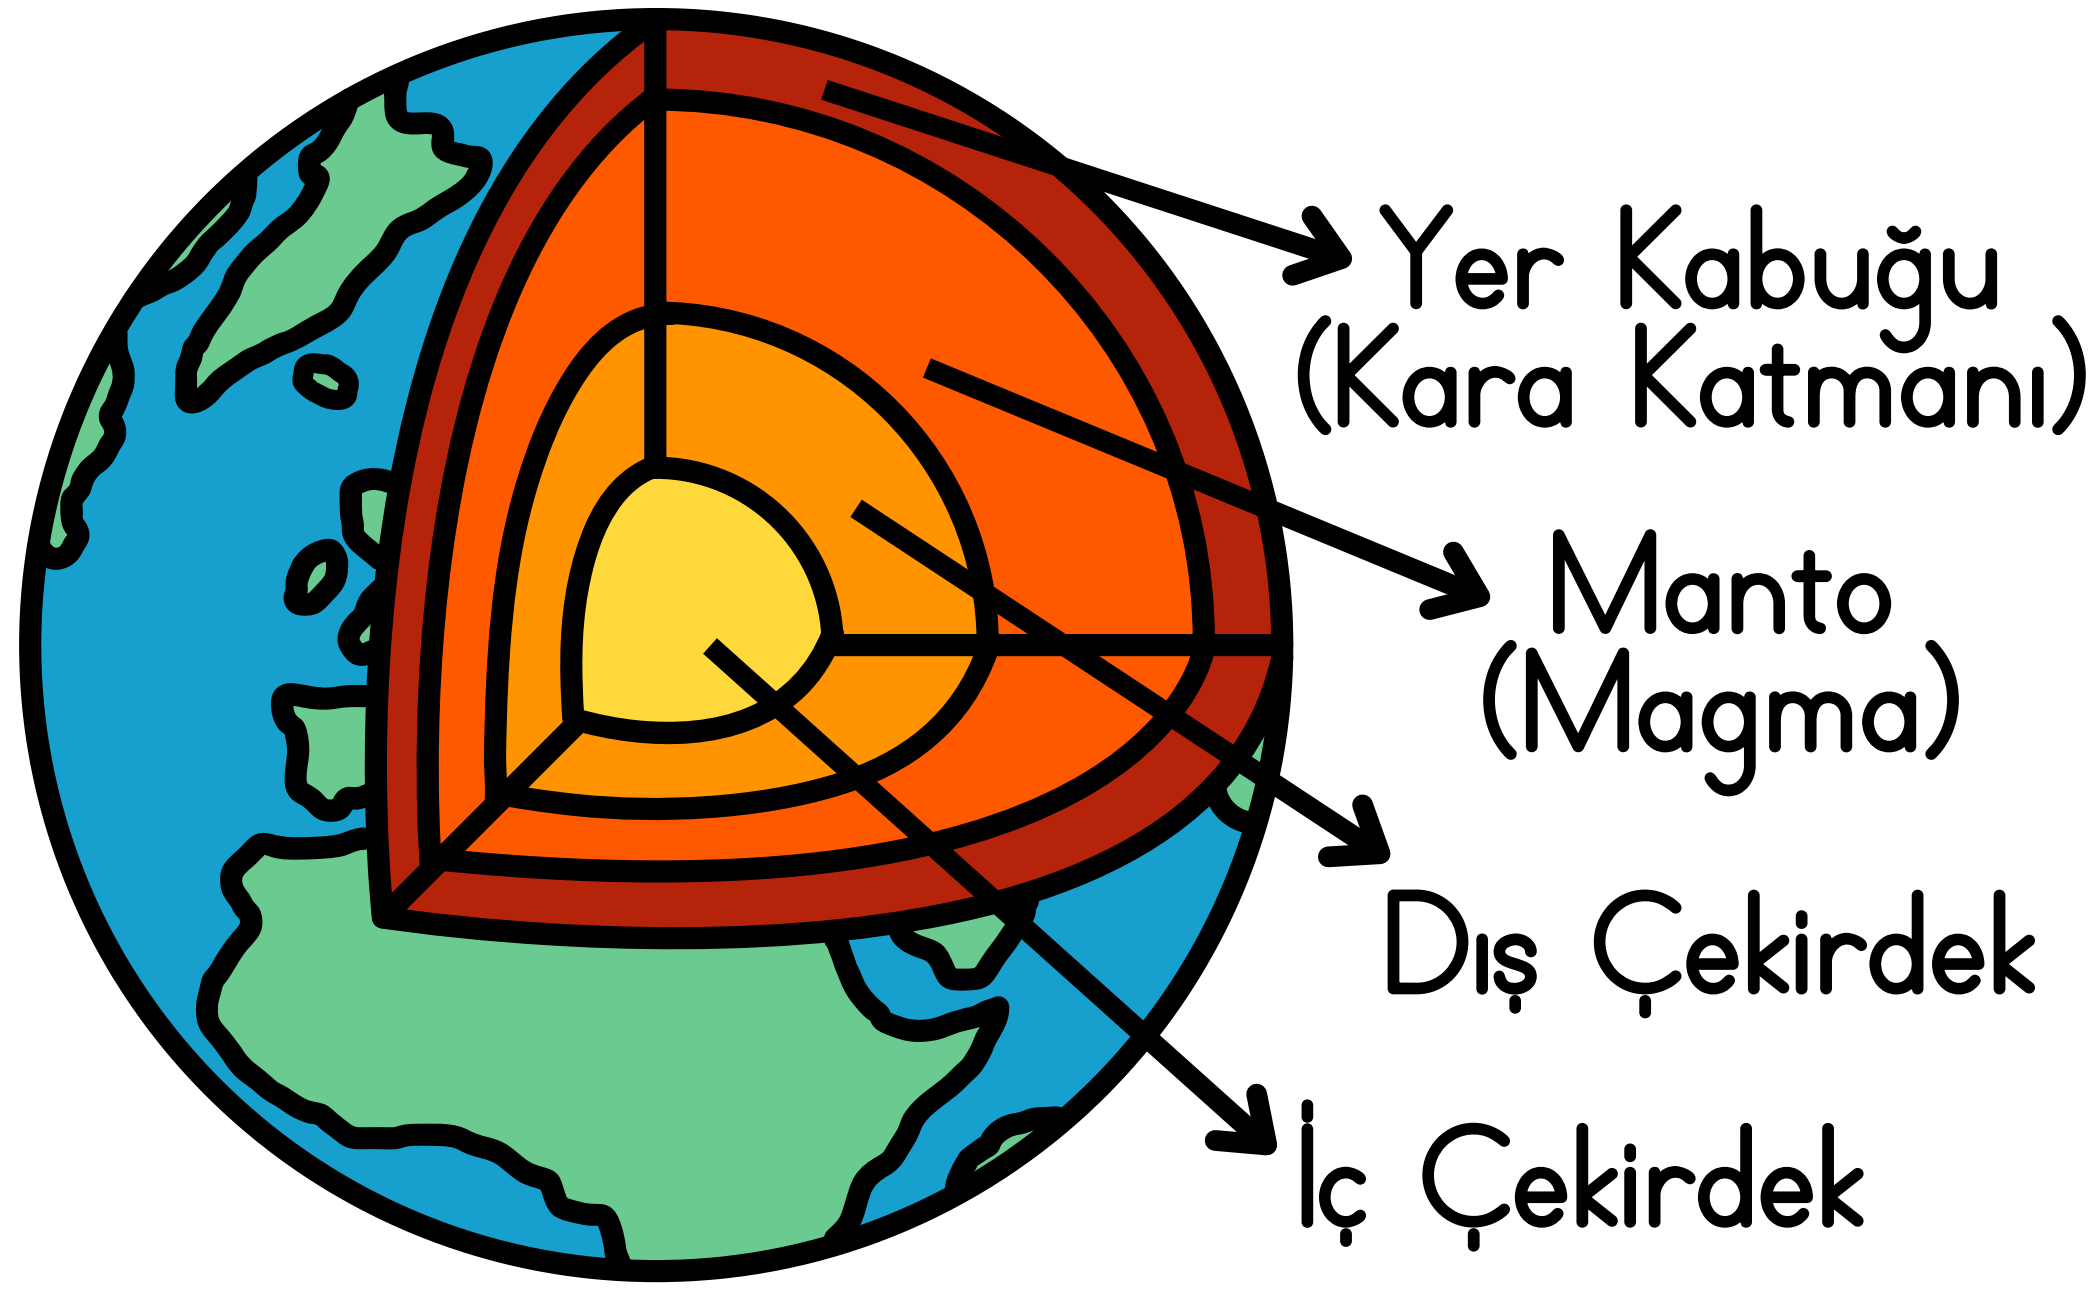 Yer Kabuğu
(Kara Katmanı)
Manto
(Magma)
Dış Çekirdek
İç Çekirdek